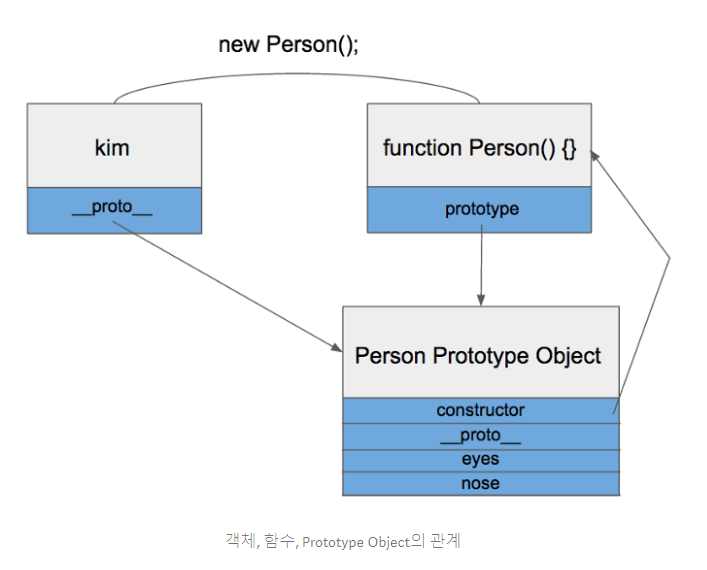 new Person();
kim
function Person() {}
__proto__
prototype
Person Prototype Object
constructor
__proto__
eyes
nose
객체, 함수, Prototype Object의 관계